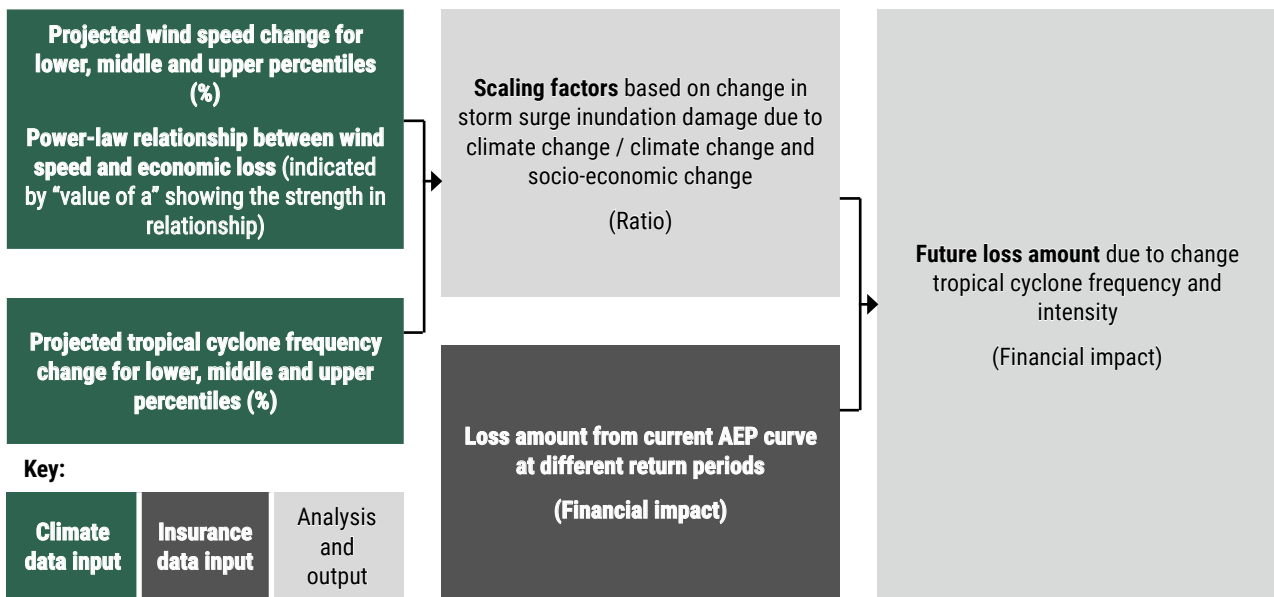 Projected wind speed change for
lower, middle and upper percentiles
(%)
Power-law relationship between wind
speed and economic loss (indicated
by “value of a” showing the strength in
relationship)
Projected tropical cyclone frequency
change for lower, middle and upper
percentiles (%)
Key:
Climate
data input
Insurance
data input
Analysis
and
output
Scaling factors based on change in
storm surge inundation damage due to
climate change / climate change and
socio-economic change
(Ratio)
Loss amount from current AEP curve
at different return periods
(Financial impact)
Future loss amount due to change
tropical cyclone frequency and
intensity
(Financial impact)